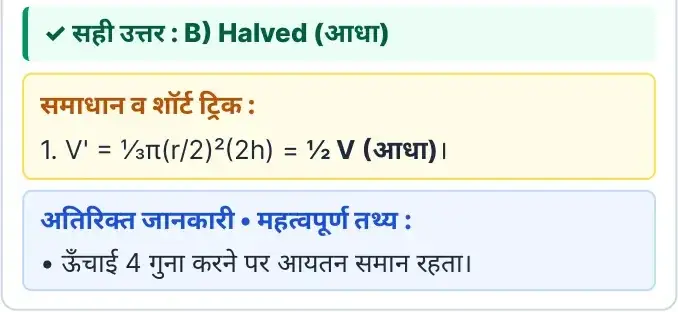 ✓ सही उत्तर : B) Halved (आधा)
समाधान व शॉर्ट ट्रिक :
1. V' = ⅓π(r/2)²(2h) = ½ V (आधा)।
अतिरिक्त जानकारी • महत्वपूर्ण तथ्य :
• ऊँचाई 4 गुना करने पर आयतन समान रहता।